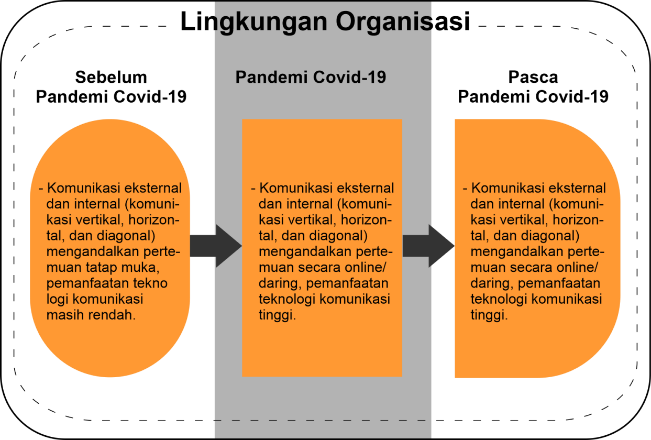 Lingkungan Organisasi
Sebelum
Pandemi Covid-19
Pandemi Covid-19
Pasca
Pandemi Covid-19
- Komunikasi eksternal
dan internal (komuni-
kasi vertikal, horizon-
tal, dan diagonal)
mengandalkan perte-
muan tatap muka,
pemanfaatan tekno
logi komunikasi
masih rendah.
- Komunikasi eksternal
dan internal (komuni-
kasi vertikal, horizon-
tal, dan diagonal)
mengandalkan perte-
muan secara online/
daring, pemanfaatan
teknologi komunikasi
tinggi.
- Komunikasi eksternal
dan internal (komuni-
kasi vertikal, horizon-
tal, dan diagonal)
mengandalkan perte-
muan secara online/
daring, pemanfaatan
teknologi komunikasi
tinggi.